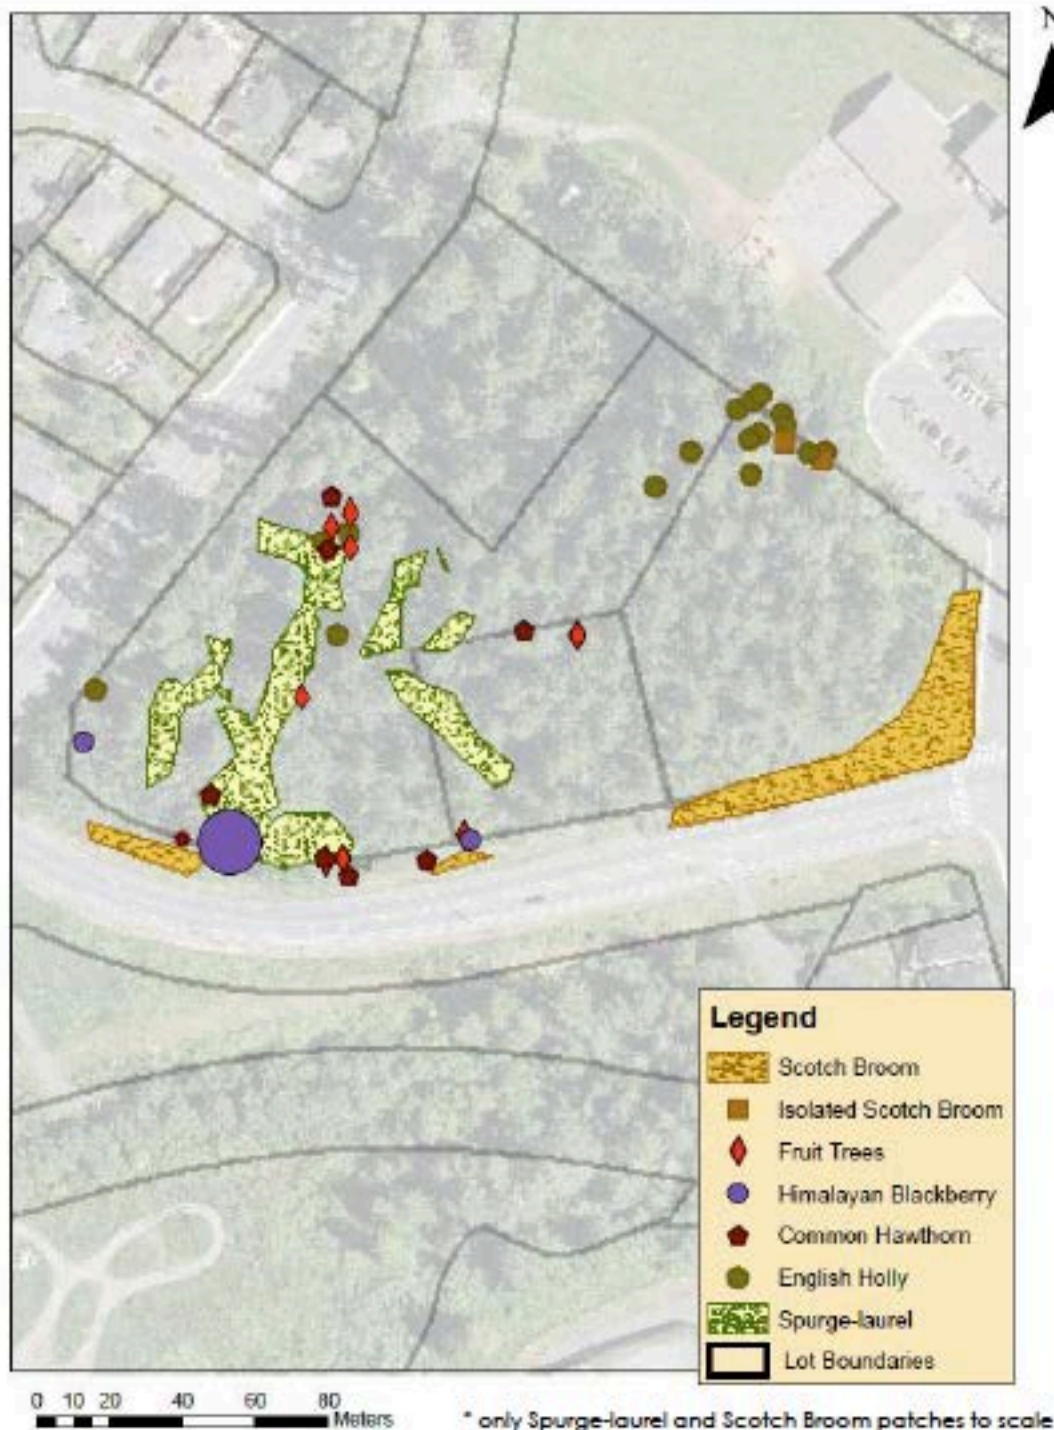 N
Legend
Scotch Broom
Isolated Scotch Broom
Fruit Trees
Himalayan Blackberry
Common Hawthorn
English Holly
Spurge-laurel
Lot Boundaries
0 10 20 40 60 80
Meters
* only Spurge-laurel and Scotch Broom patches to scale